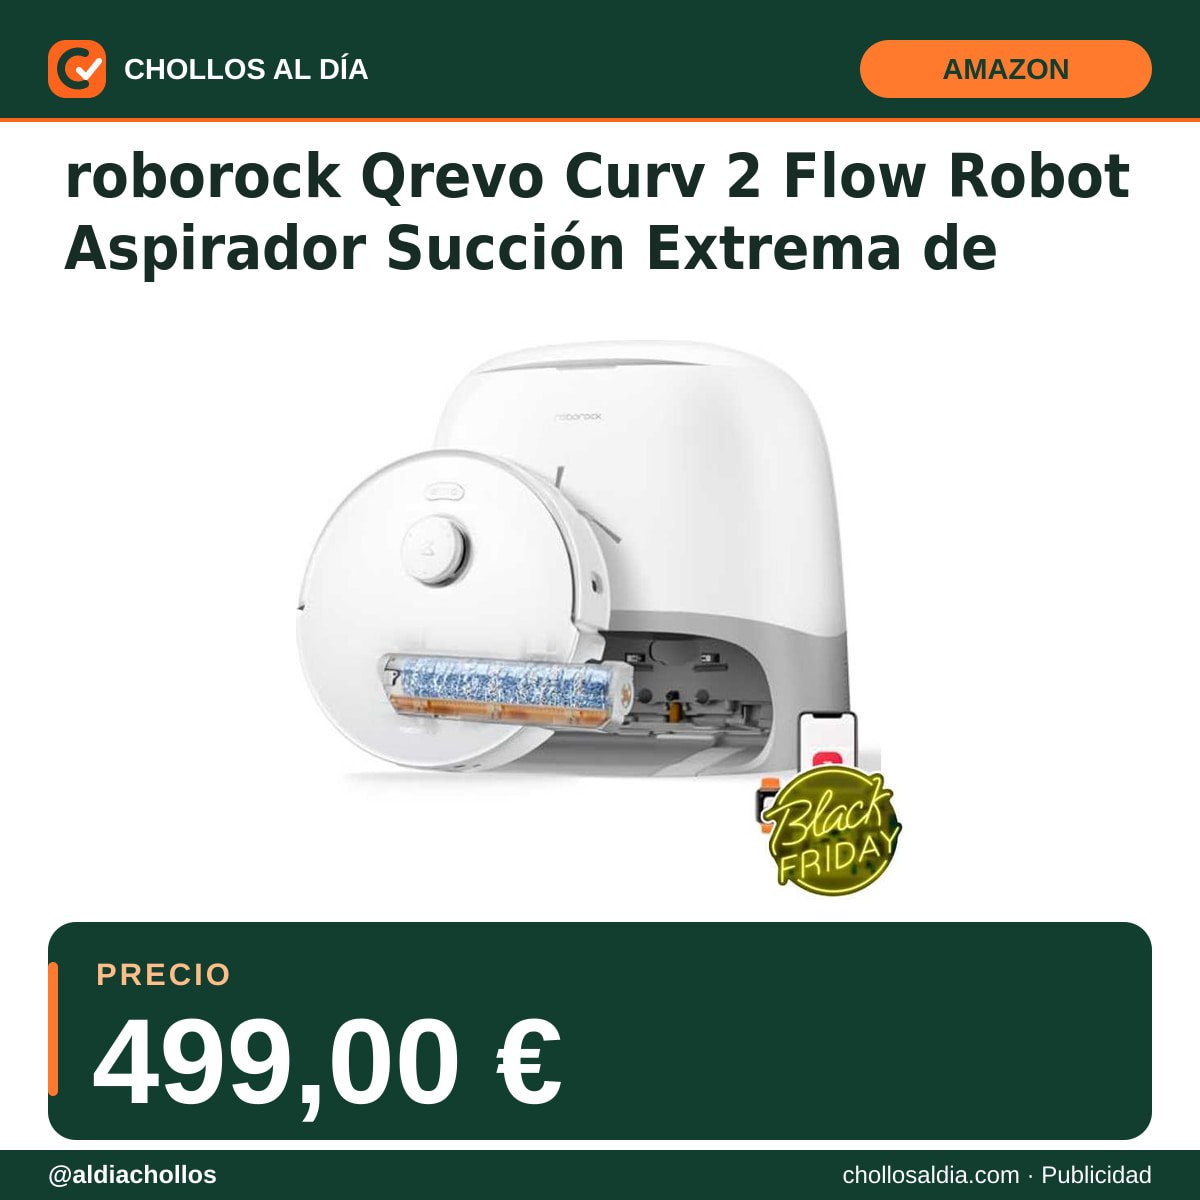 CHOLLOS AL DÍA
AMAZON
roborock Qrevo Curv 2 Flow Robot
Aspirador Succión Extrema de
roborock
Black
FRIDAY
PRECIO
499,00 €
@aldiachollos
chollosaldia.com · Publicidad